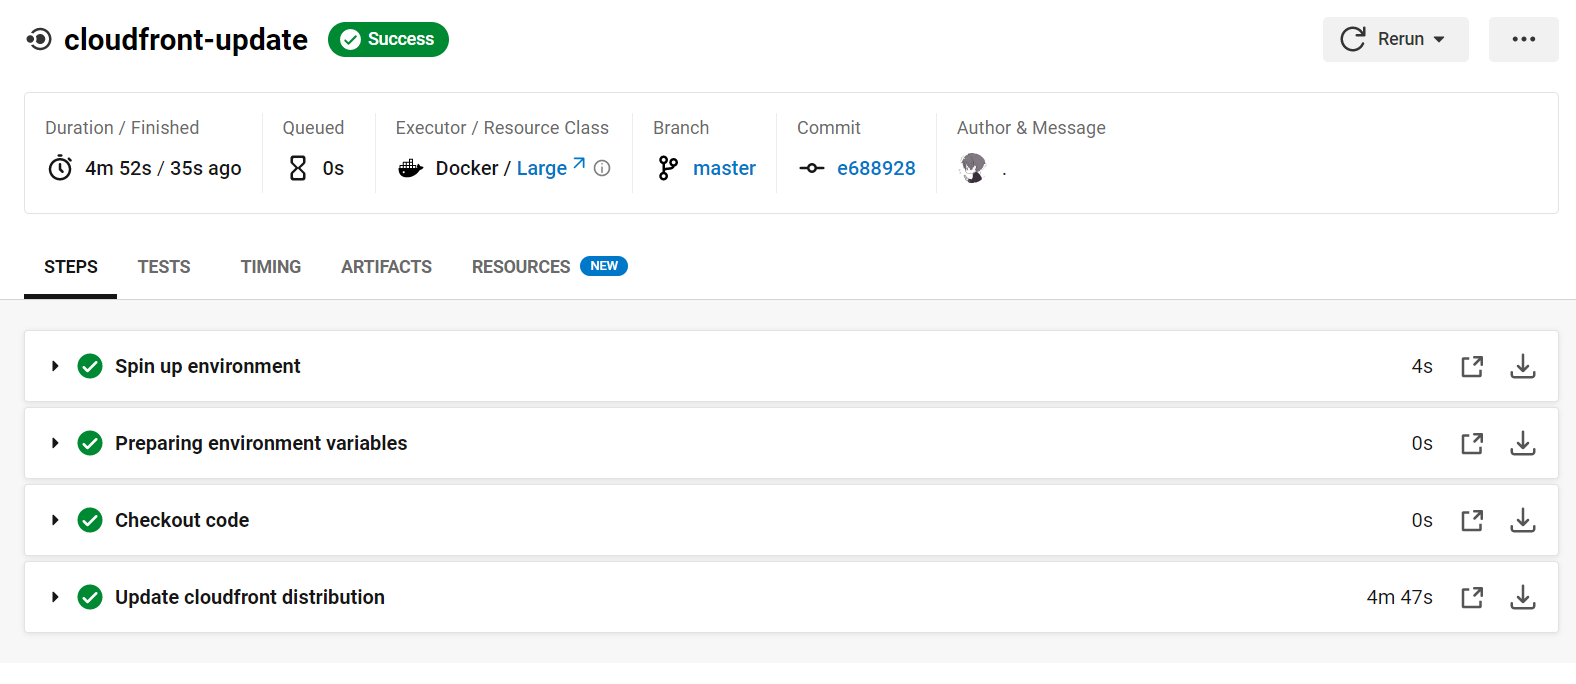 cloudfront-update Success Rerun
Duration / Finished Queued Executor / Resource Class Branch Commit Author & Message
4m 52s / 35s ago 0s Docker / Large master e688928 .
STEPS TESTS TIMING ARTIFACTS RESOURCES NEW
Spin up environment 4s
Preparing environment variables 0s
Checkout code 0s
Update cloudfront distribution 4m 47s